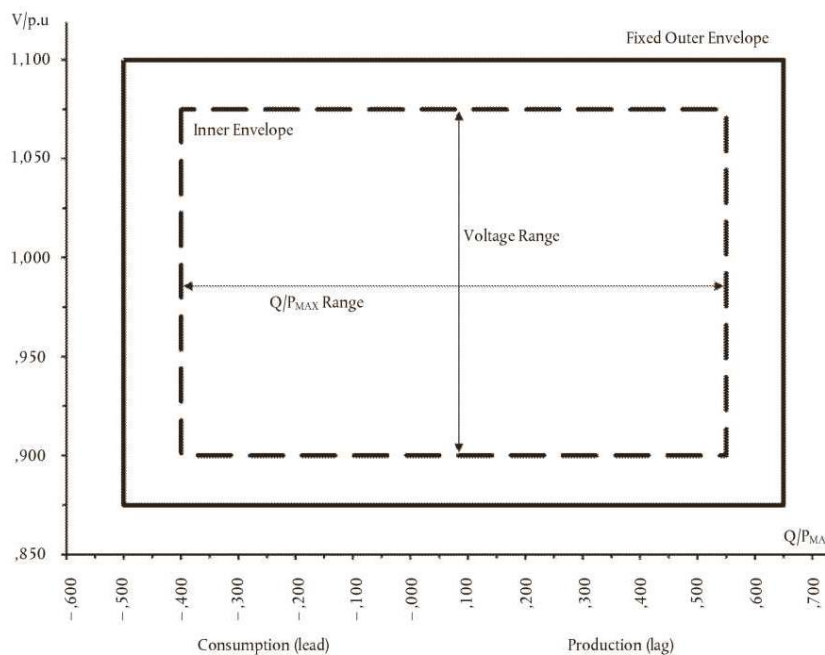 V/p.u
1,100
Fixed Outer Envelope
Inner Envelope
1,050
Voltage Range
1,000
Q/PMAX Range
,950
,900
,850
Q/PMA
–,600
–,500
–,400
–,300
–,200
–,100
–,000
,100
,200
,300
,400
,500
,600
,700
Consumption (lead)
Production (lag)